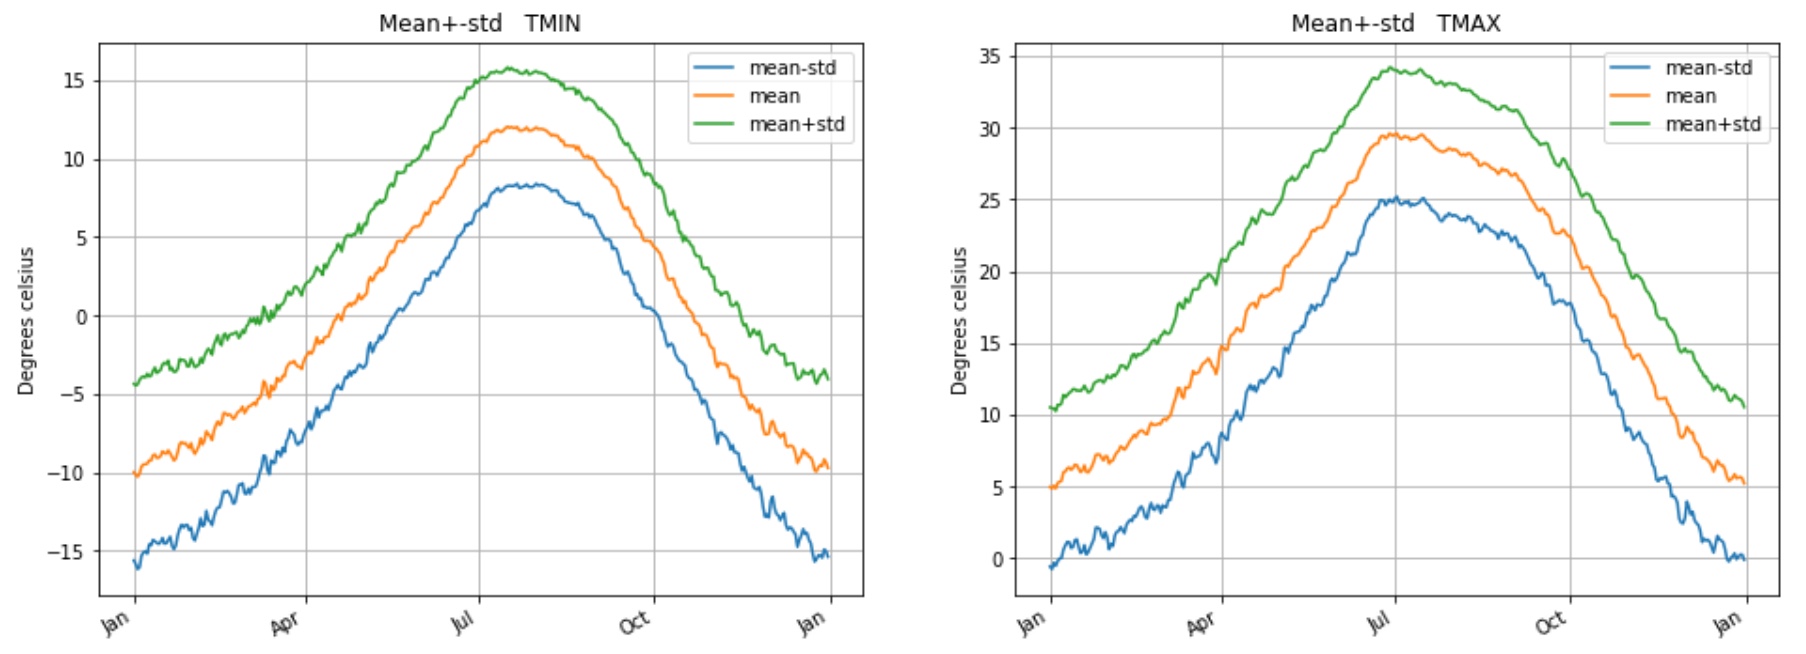 Mean+-std TMIN
Degrees celsius
15
10
5
0
−5
−10
−15
Jan
Apr
Jul
Oct
Jan
mean-std
mean
mean+std
Mean+-std TMAX
Degrees celsius
35
30
25
20
15
10
5
0
Jan
Apr
Jul
Oct
Jan
mean-std
mean
mean+std